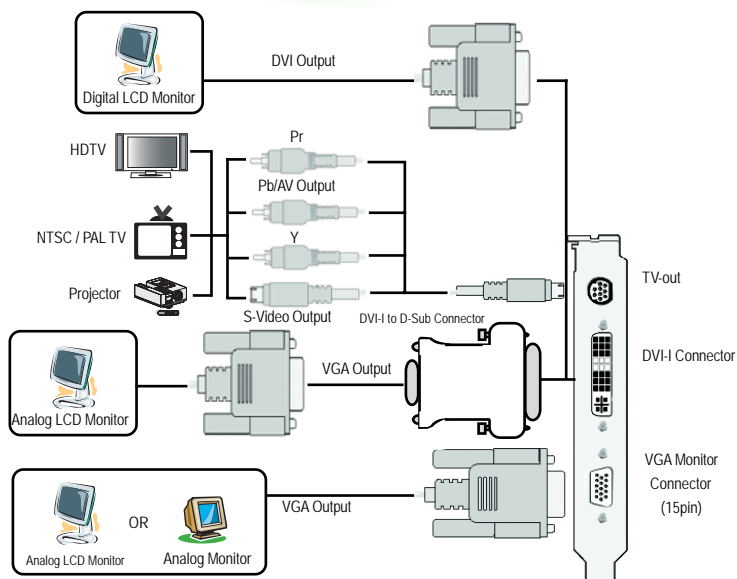 DVI Output
Digital LCD Monitor
HDTV
Pr
Pb/AV Output
NTSC / PAL TV
Y
Projector
S-Video Output
DVI-I to D-Sub Connector
TV-out
VGA Output
DVI-I Connector
Analog LCD Monitor
VGA Monitor
Connector
(15pin)
VGA Output
OR
Analog LCD Monitor
Analog Monitor